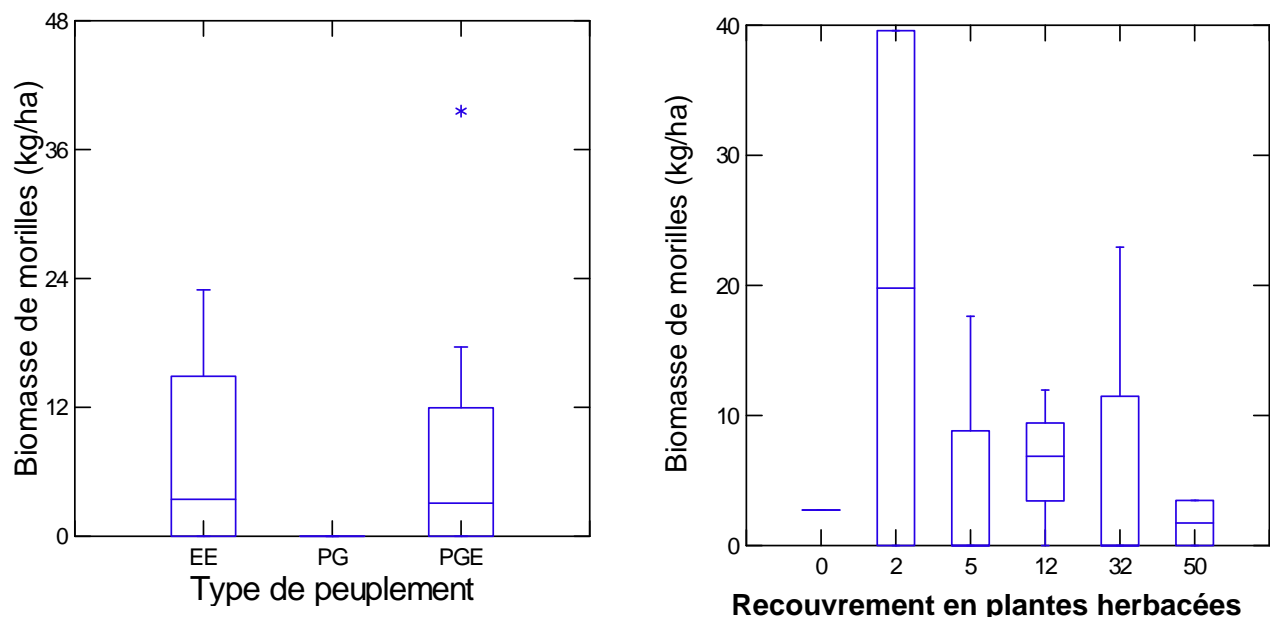 Biomasse de morilles (kg/ha)
48
36
24
12
0
EE PG PGE
Type de peuplement
Biomasse de morilles (kg/ha)
40
30
20
10
0
0 2 5 12 32 50
Recouvrement en plantes herbacées